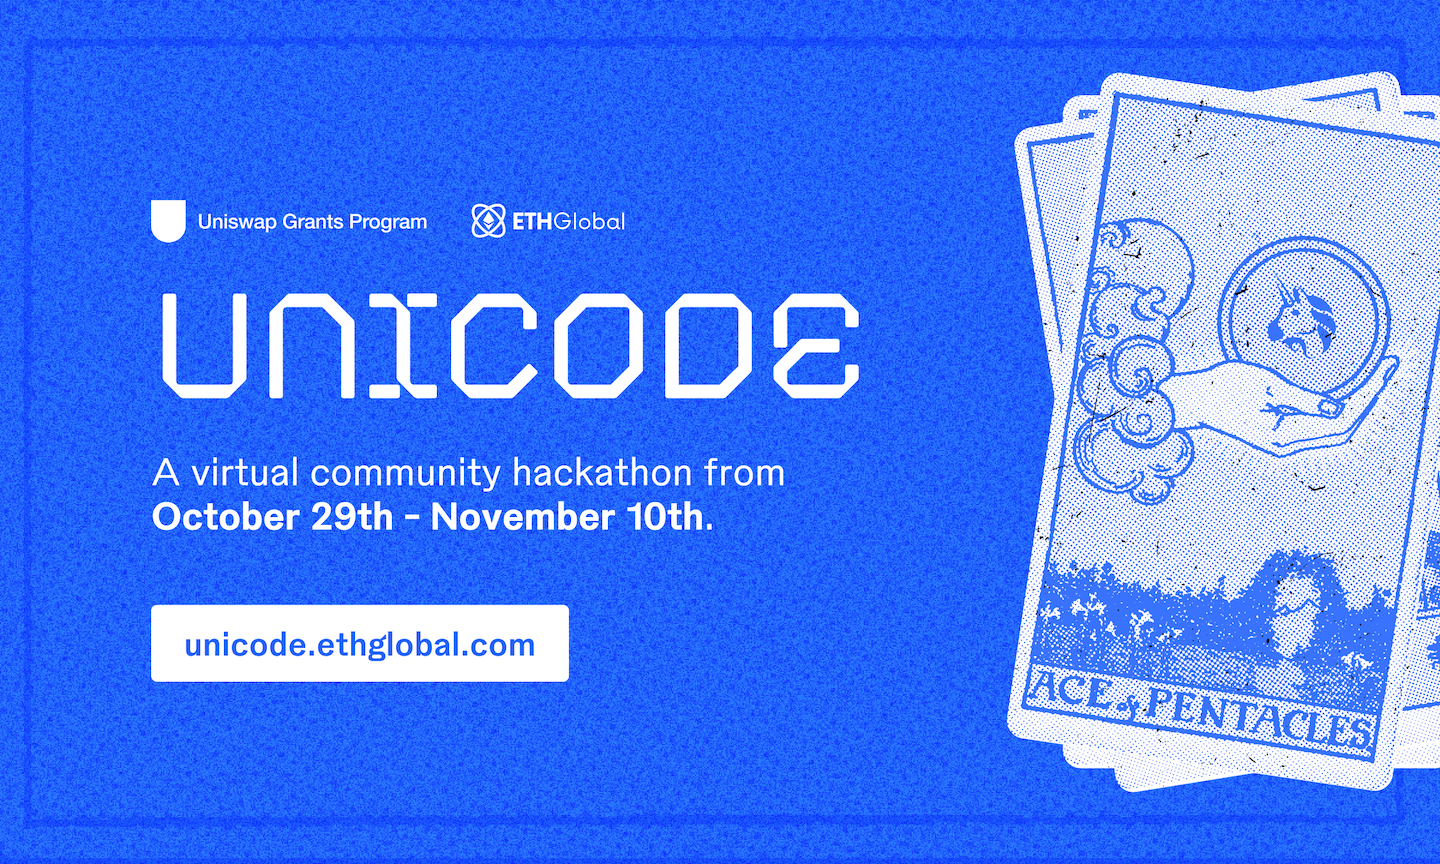 Uniswap Grants Program
ETHGlobal
UNICODE
A virtual community hackathon from
October 29th - November 10th.
unicode.ethglobal.com
ACE of PENTACLES